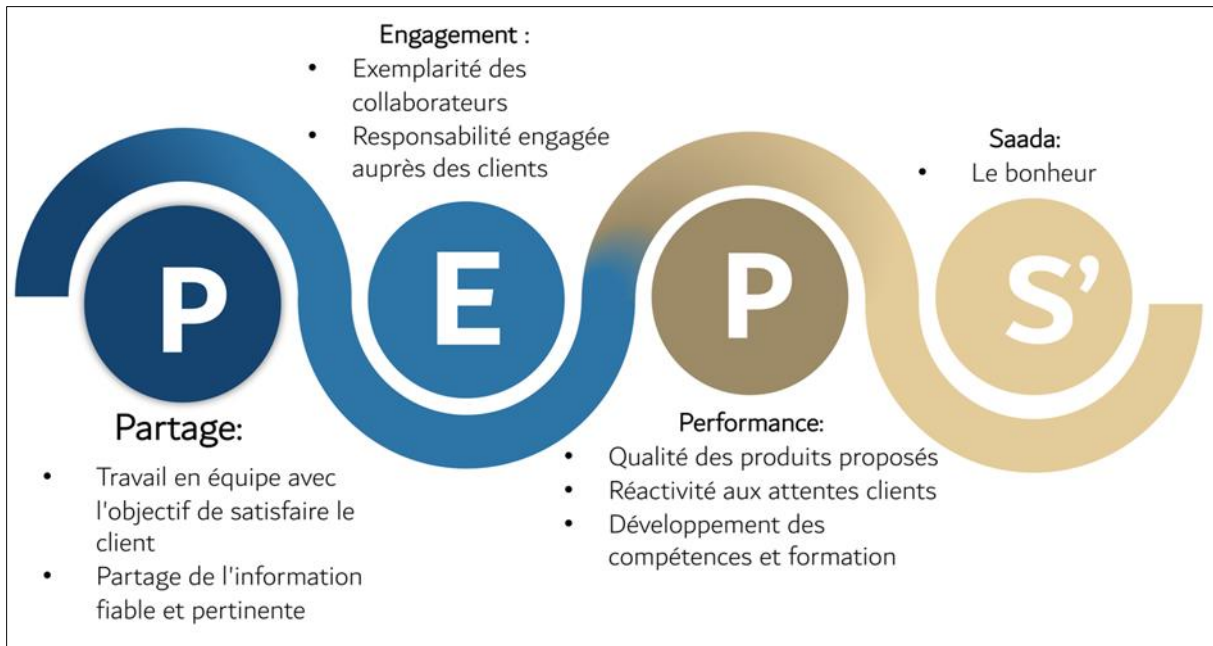 Engagement :
• Exemplarité des
collaborateurs
• Responsabilité engagée
auprès des clients
Saada:
• Le bonheur
P
E
P
S’
Partage:
• Travail en équipe avec
l'objectif de satisfaire le
client
• Partage de l'information
fiable et pertinente
Performance:
• Qualité des produits proposés
• Réactivité aux attentes clients
• Développement des
compétences et formation